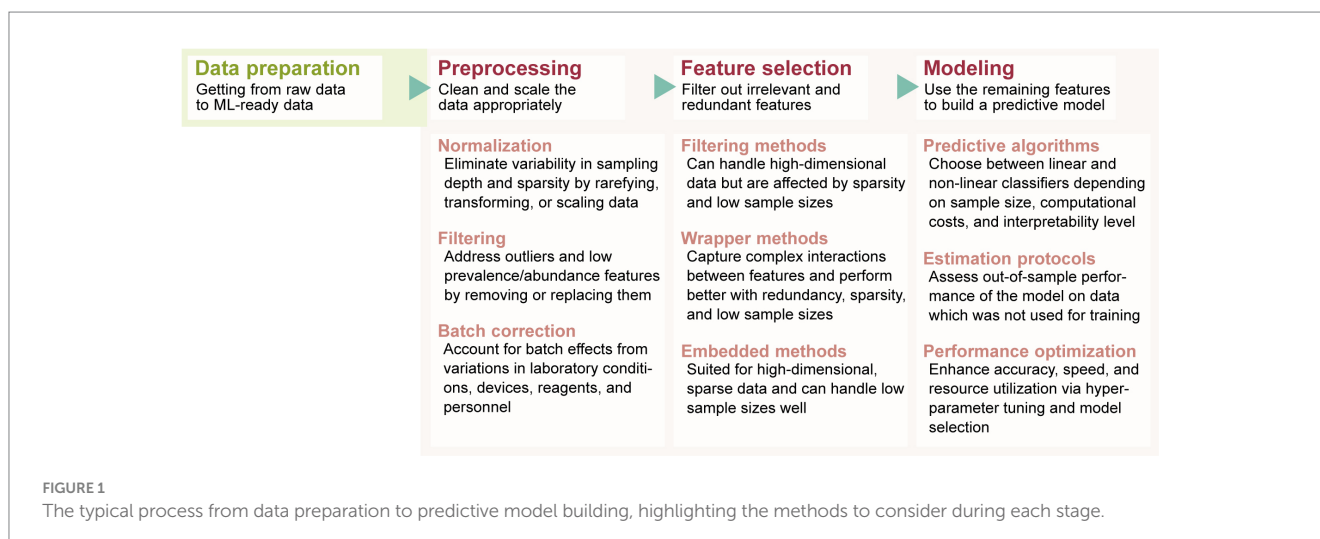 Data preparation
Getting from raw data
to ML-ready data
Preprocessing
Clean and scale the
data appropriately
Normalization
Eliminate variability in sampling
depth and sparsity by rarefying,
transforming, or scaling data
Filtering
Address outliers and low
prevalence/abundance features
by removing or replacing them
Batch correction
Account for batch effects from
variations in laboratory conditi-
ons, devices, reagents, and
personnel
Feature selection
Filter out irrelevant and
redundant features
Filtering methods
Can handle high-dimensional
data but are affected by sparsity
and low sample sizes
Wrapper methods
Capture complex interactions
between features and perform
better with redundancy, sparsity,
and low sample sizes
Embedded methods
Suited for high-dimensional,
sparse data and can handle low
sample sizes well
Modeling
Use the remaining features
to build a predictive model
Predictive algorithms
Choose between linear and
non-linear classifiers depending
on sample size, computational
costs, and interpretability level
Estimation protocols
Assess out-of-sample perfor-
mance of the model on data
which was not used for training
Performance optimization
Enhance accuracy, speed, and
resource utilization via hyper-
parameter tuning and model
selection
FIGURE 1
The typical process from data preparation to predictive model building, highlighting the methods to consider during each stage.